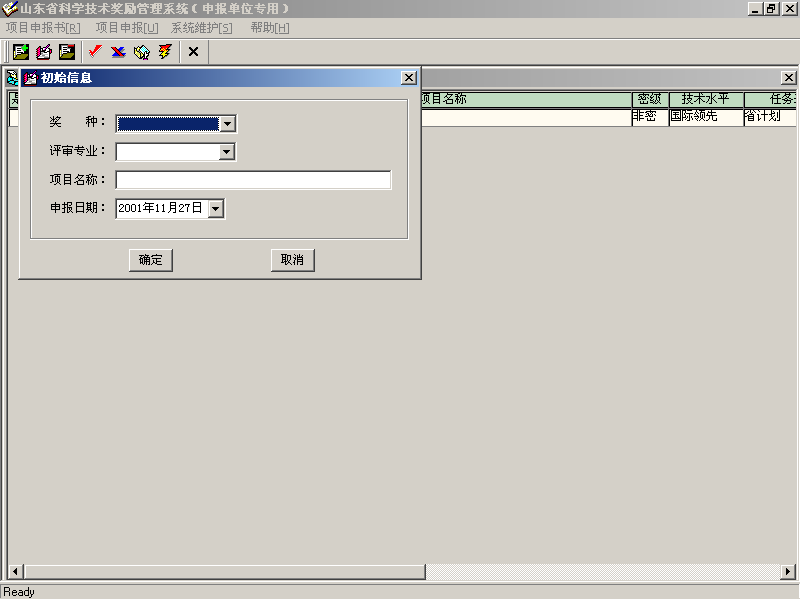 山东省科学技术奖励管理系统（申报单位专用）
项目申报书[R] 项目申报[U] 系统维护[S] 帮助[H]
初始信息
项目名称 密级 技术水平 任务
非密 国际领先 省计划
奖 种：
评审专业：
项目名称：
申报日期： 2001年11月27日
确定 取消
Ready